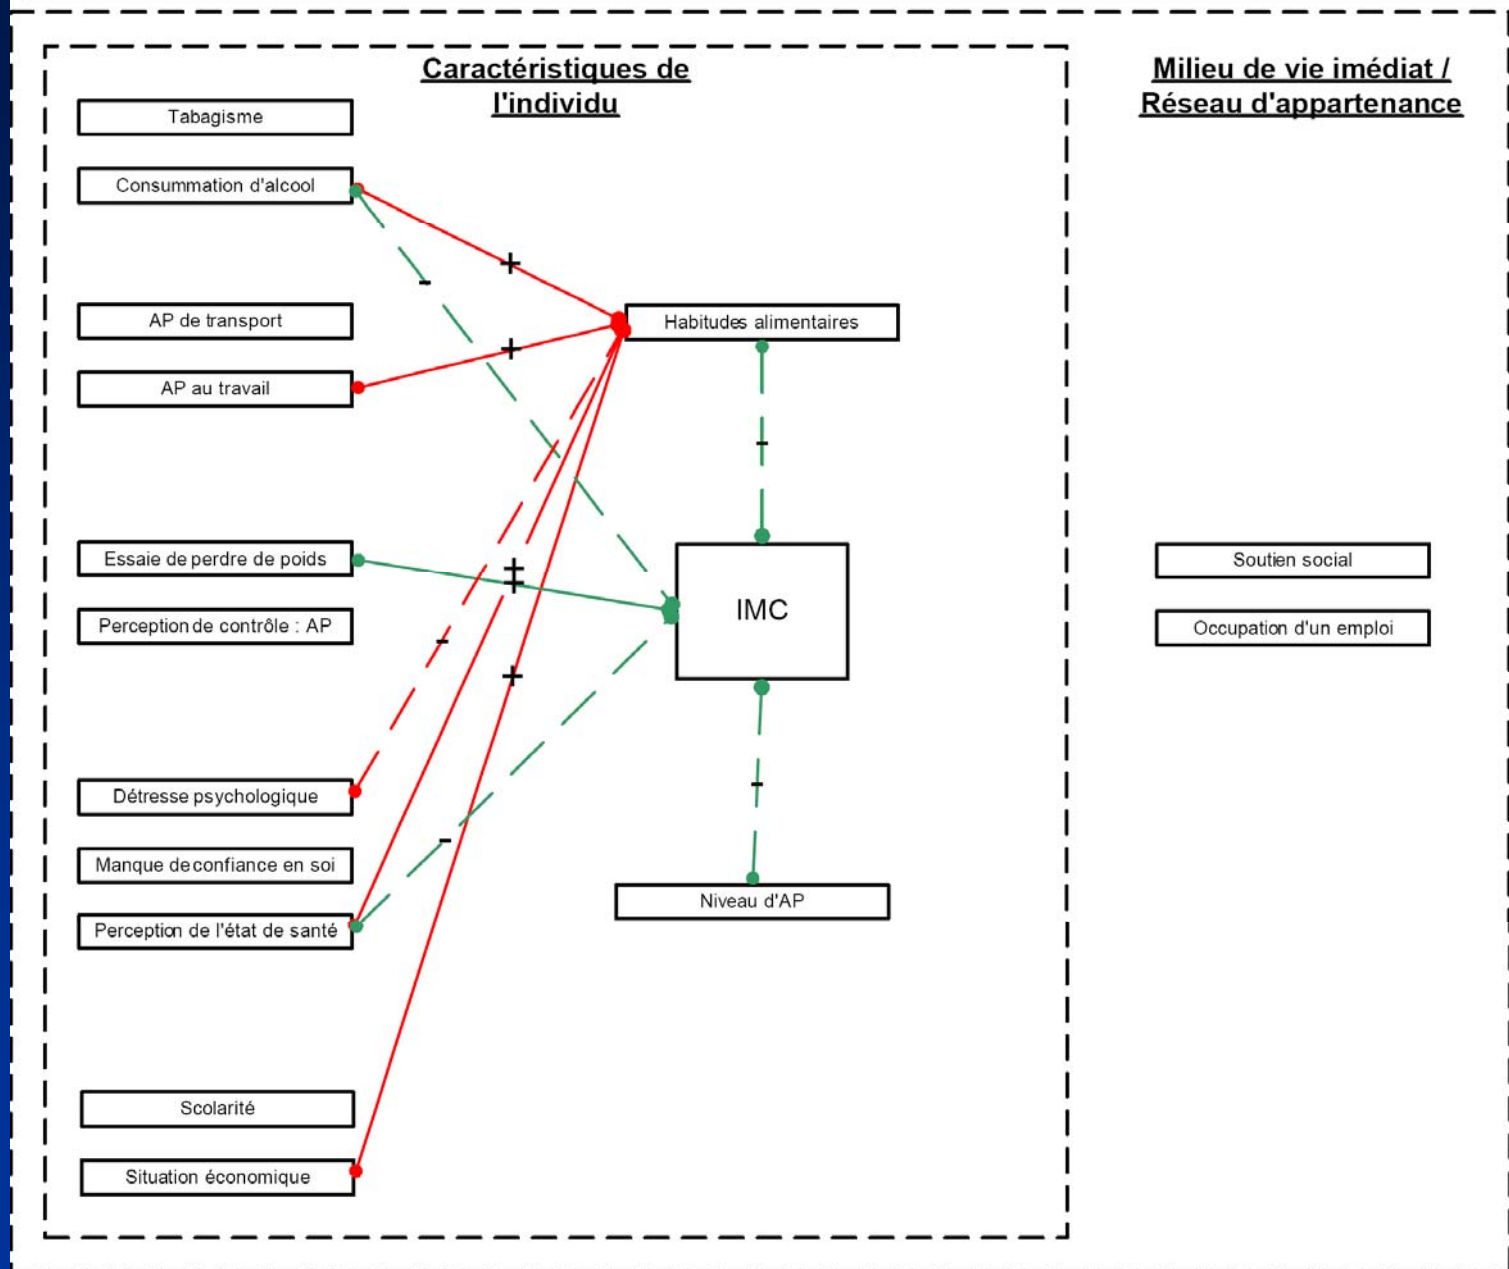 Caractéristiques de
l'individu
Milieu de vie imédiat /
Réseau d'appartenance
Tabagisme
Consummation d'alcool
+
-
AP de transport
Habitudes alimentaires
+
AP au travail
-
Essaie de perdre de poids
+
+
IMC
Soutien social
Perception de contrôle : AP
Occupation d'un emploi
-
+
Détresse psychologique
-
-
Manque de confiance en soi
Perception de l'état de santé
Niveau d'AP
Scolarité
Situation économique